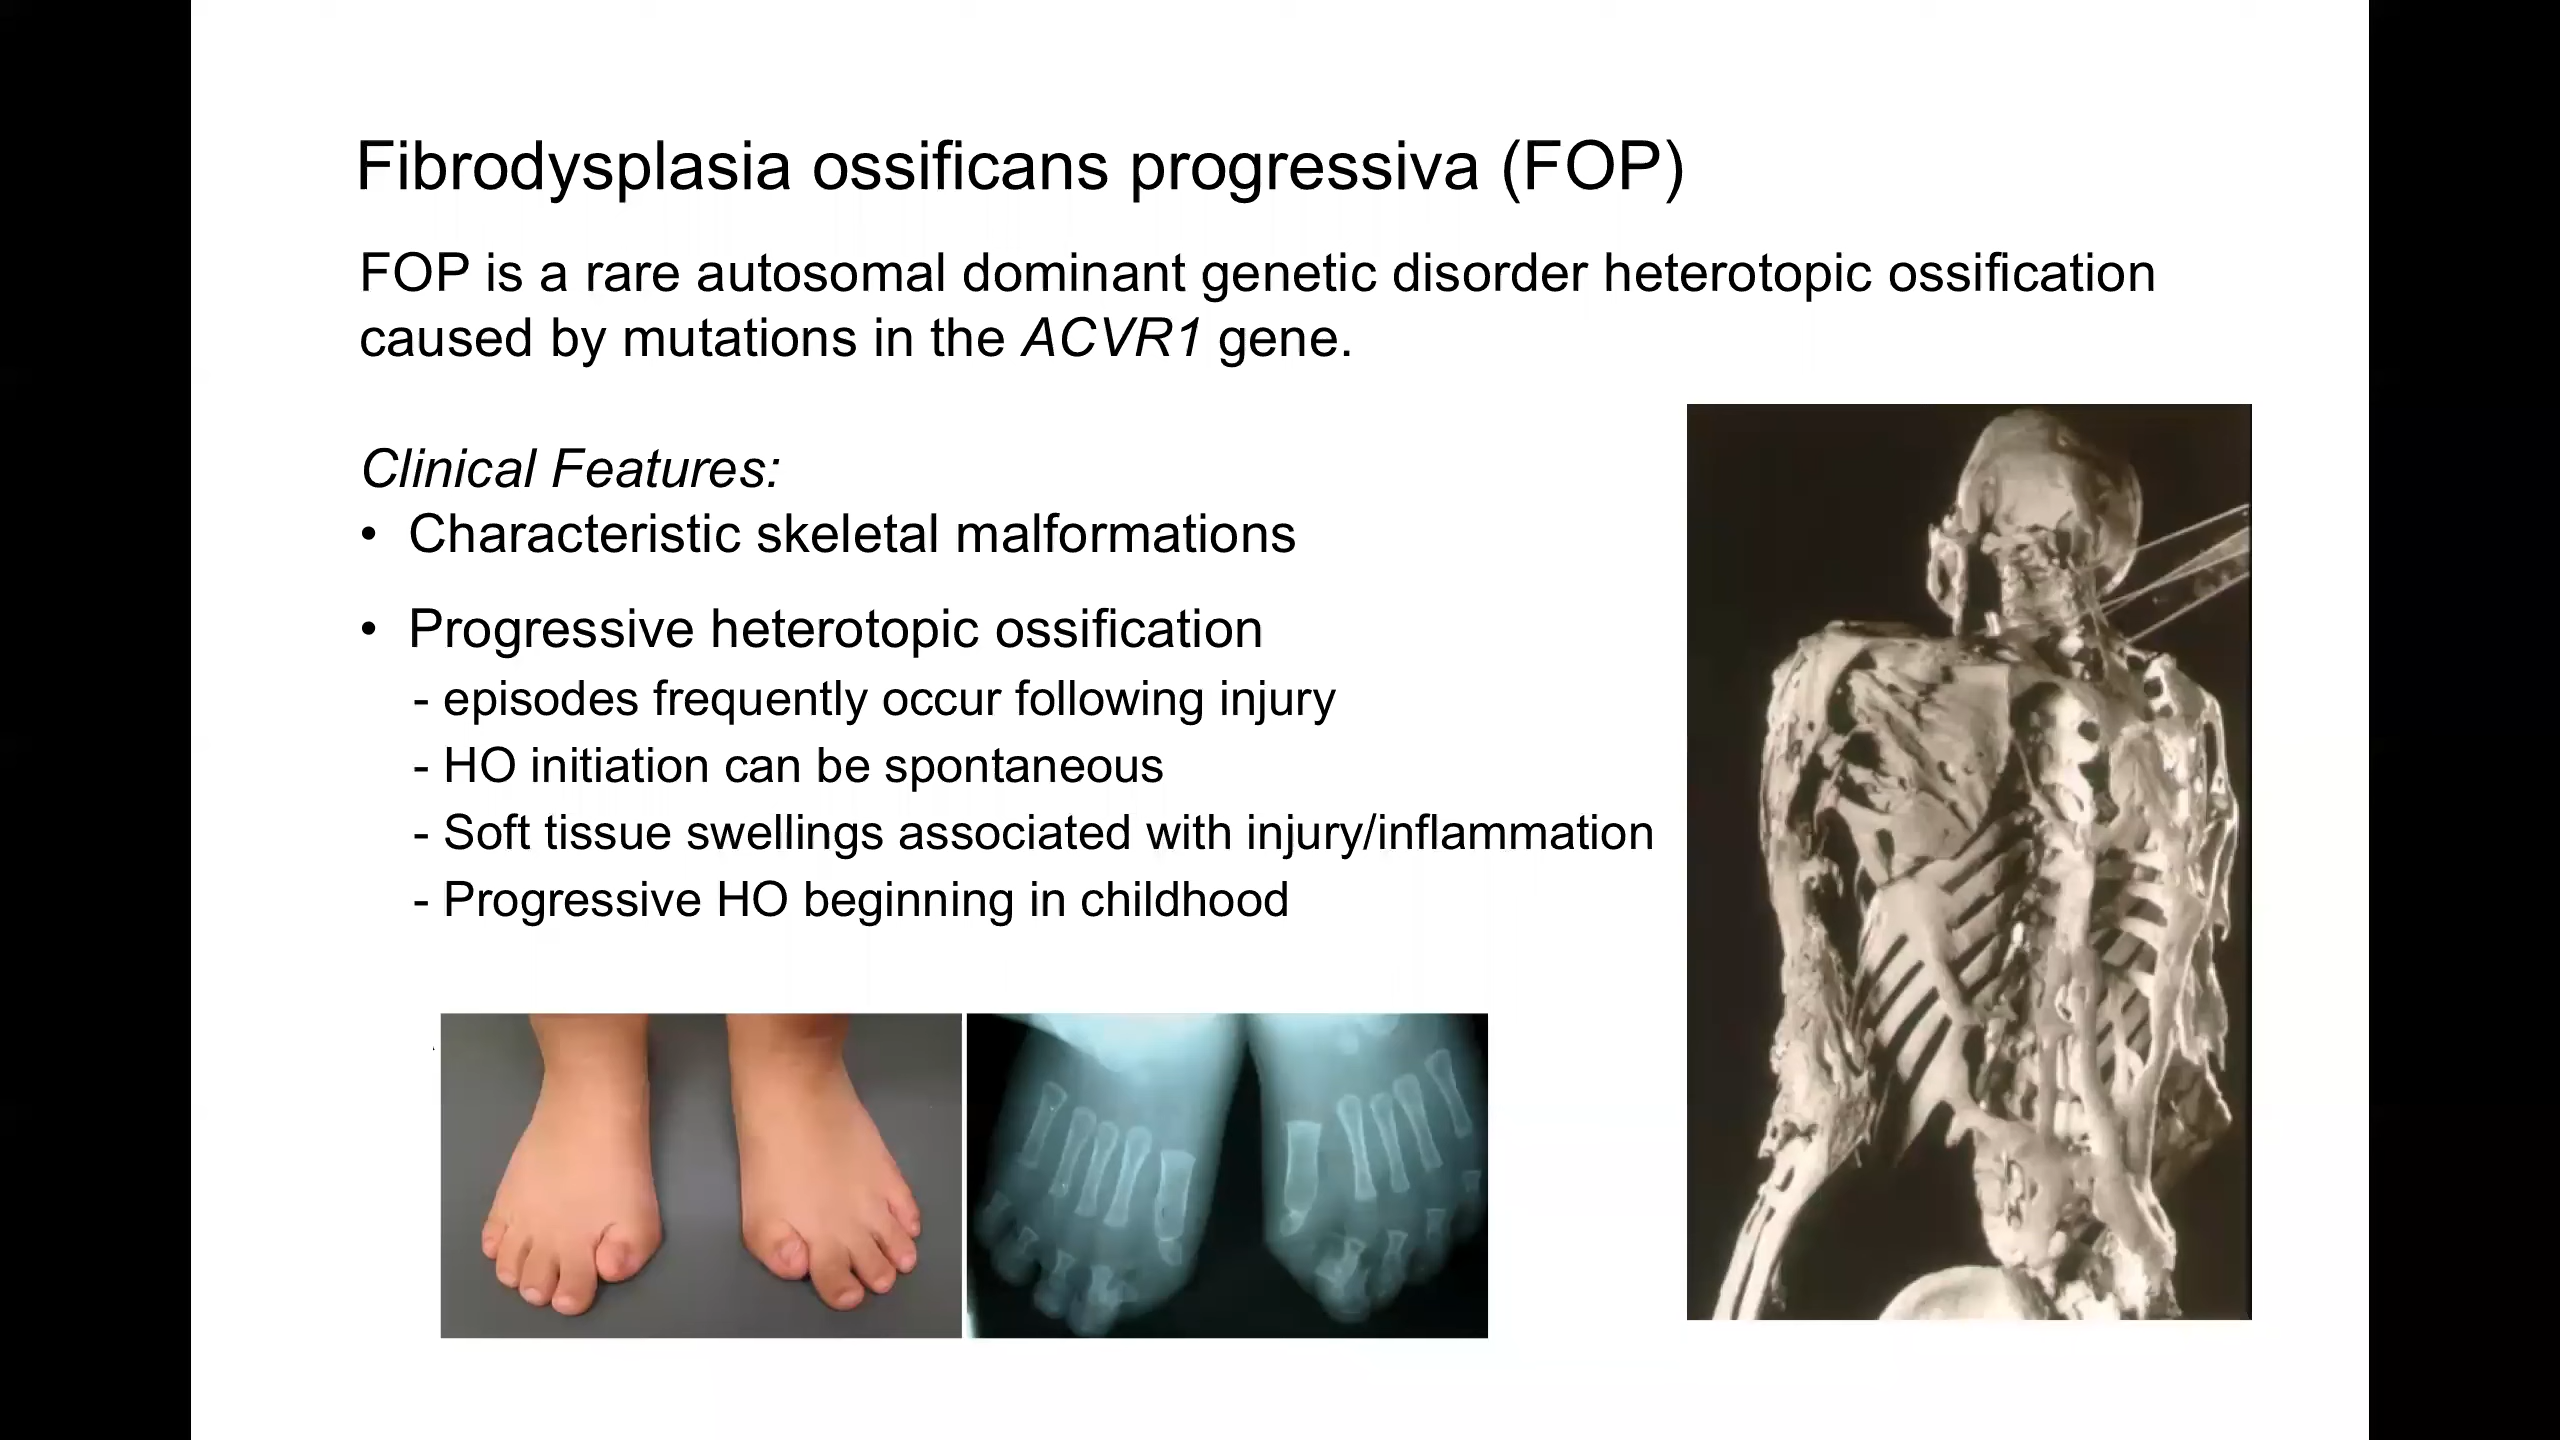 Fibrodysplasia ossificans progressiva (FOP)
FOP is a rare autosomal dominant genetic disorder heterotopic ossification
caused by mutations in the ACVR1 gene.
Clinical Features:
• Characteristic skeletal malformations
• Progressive heterotopic ossification
- episodes frequently occur following injury
- HO initiation can be spontaneous
- Soft tissue swellings associated with injury/inflammation
- Progressive HO beginning in childhood